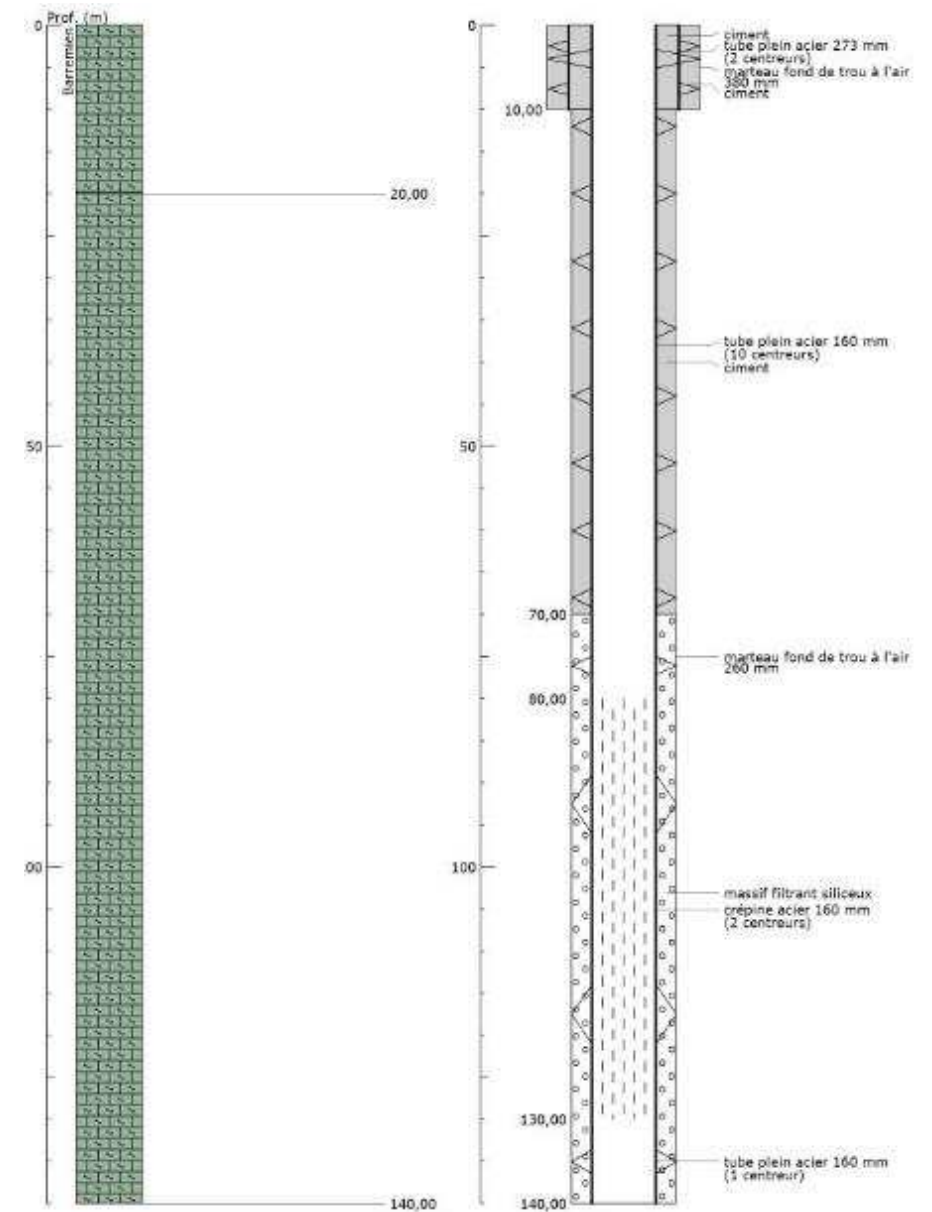 Prof. (m)
0
Barremien
20,00
50
00
140,00
0
10,00
50
70,00
80,00
100
130,00
140,00
ciment
tube plein acier 273 mm
(2 centreurs)
marteau fond de trou à l'air
380 mm
ciment
tube plein acier 160 mm
(10 centreurs)
ciment
marteau fond de trou à l'air
260 mm
massif filtrant siliceux
crépine acier 160 mm
(2 centreurs)
tube plein acier 160 mm
(1 centreur)